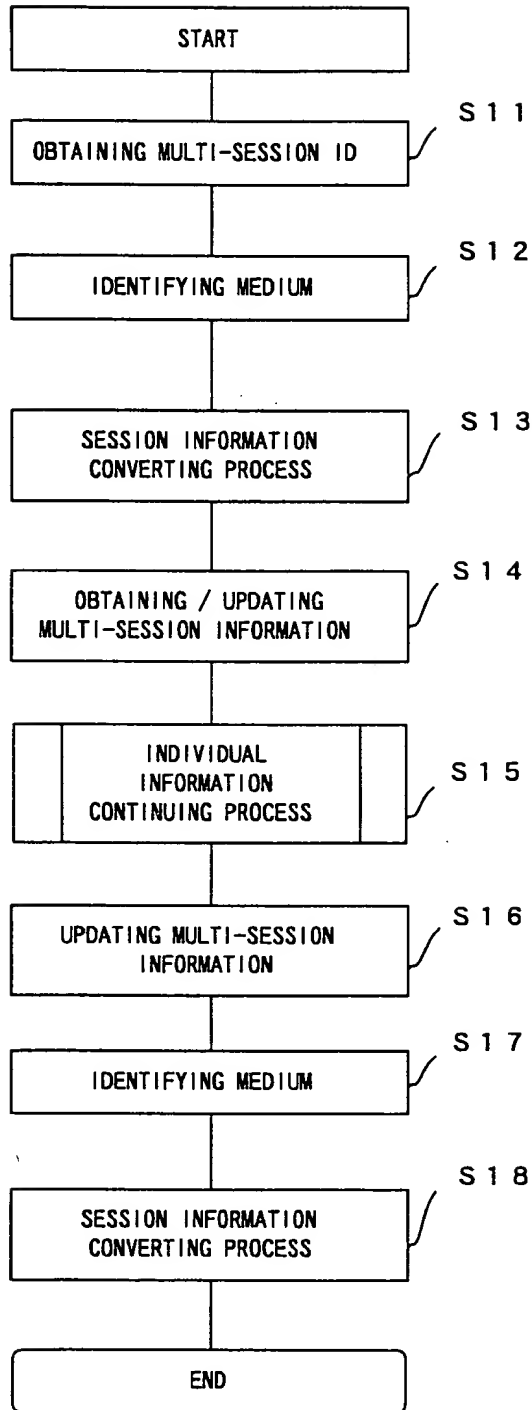 START
S11
OBTAINING MULTI-SESSION ID
S12
IDENTIFYING MEDIUM
S13
SESSION INFORMATION
CONVERTING PROCESS
S14
OBTAINING / UPDATING
MULTI-SESSION INFORMATION
INDIVIDUAL
INFORMATION
CONTINUING PROCESS
S15
S16
UPDATING MULTI-SESSION
INFORMATION
S17
IDENTIFYING MEDIUM
S18
SESSION INFORMATION
CONVERTING PROCESS
END